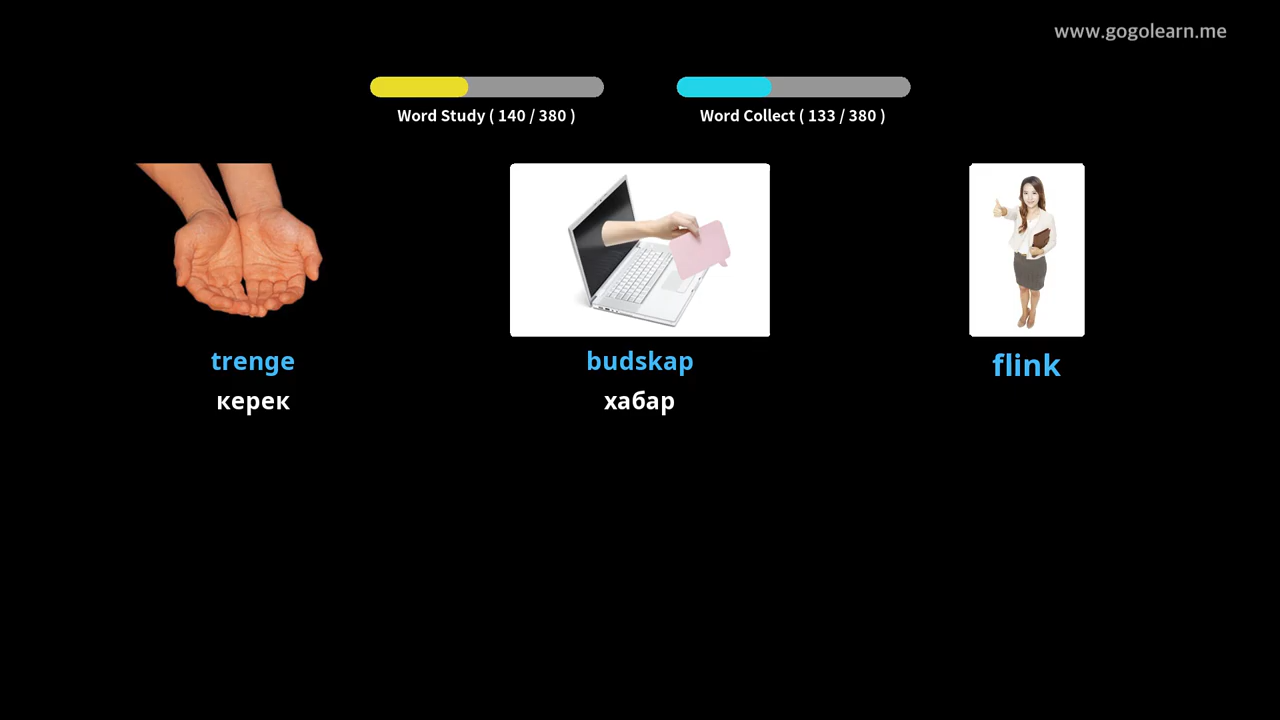 www.gogolearn.me
Word Study ( 140 / 380 )
Word Collect ( 133 / 380 )
trenge
керек
budskap
хабар
flink